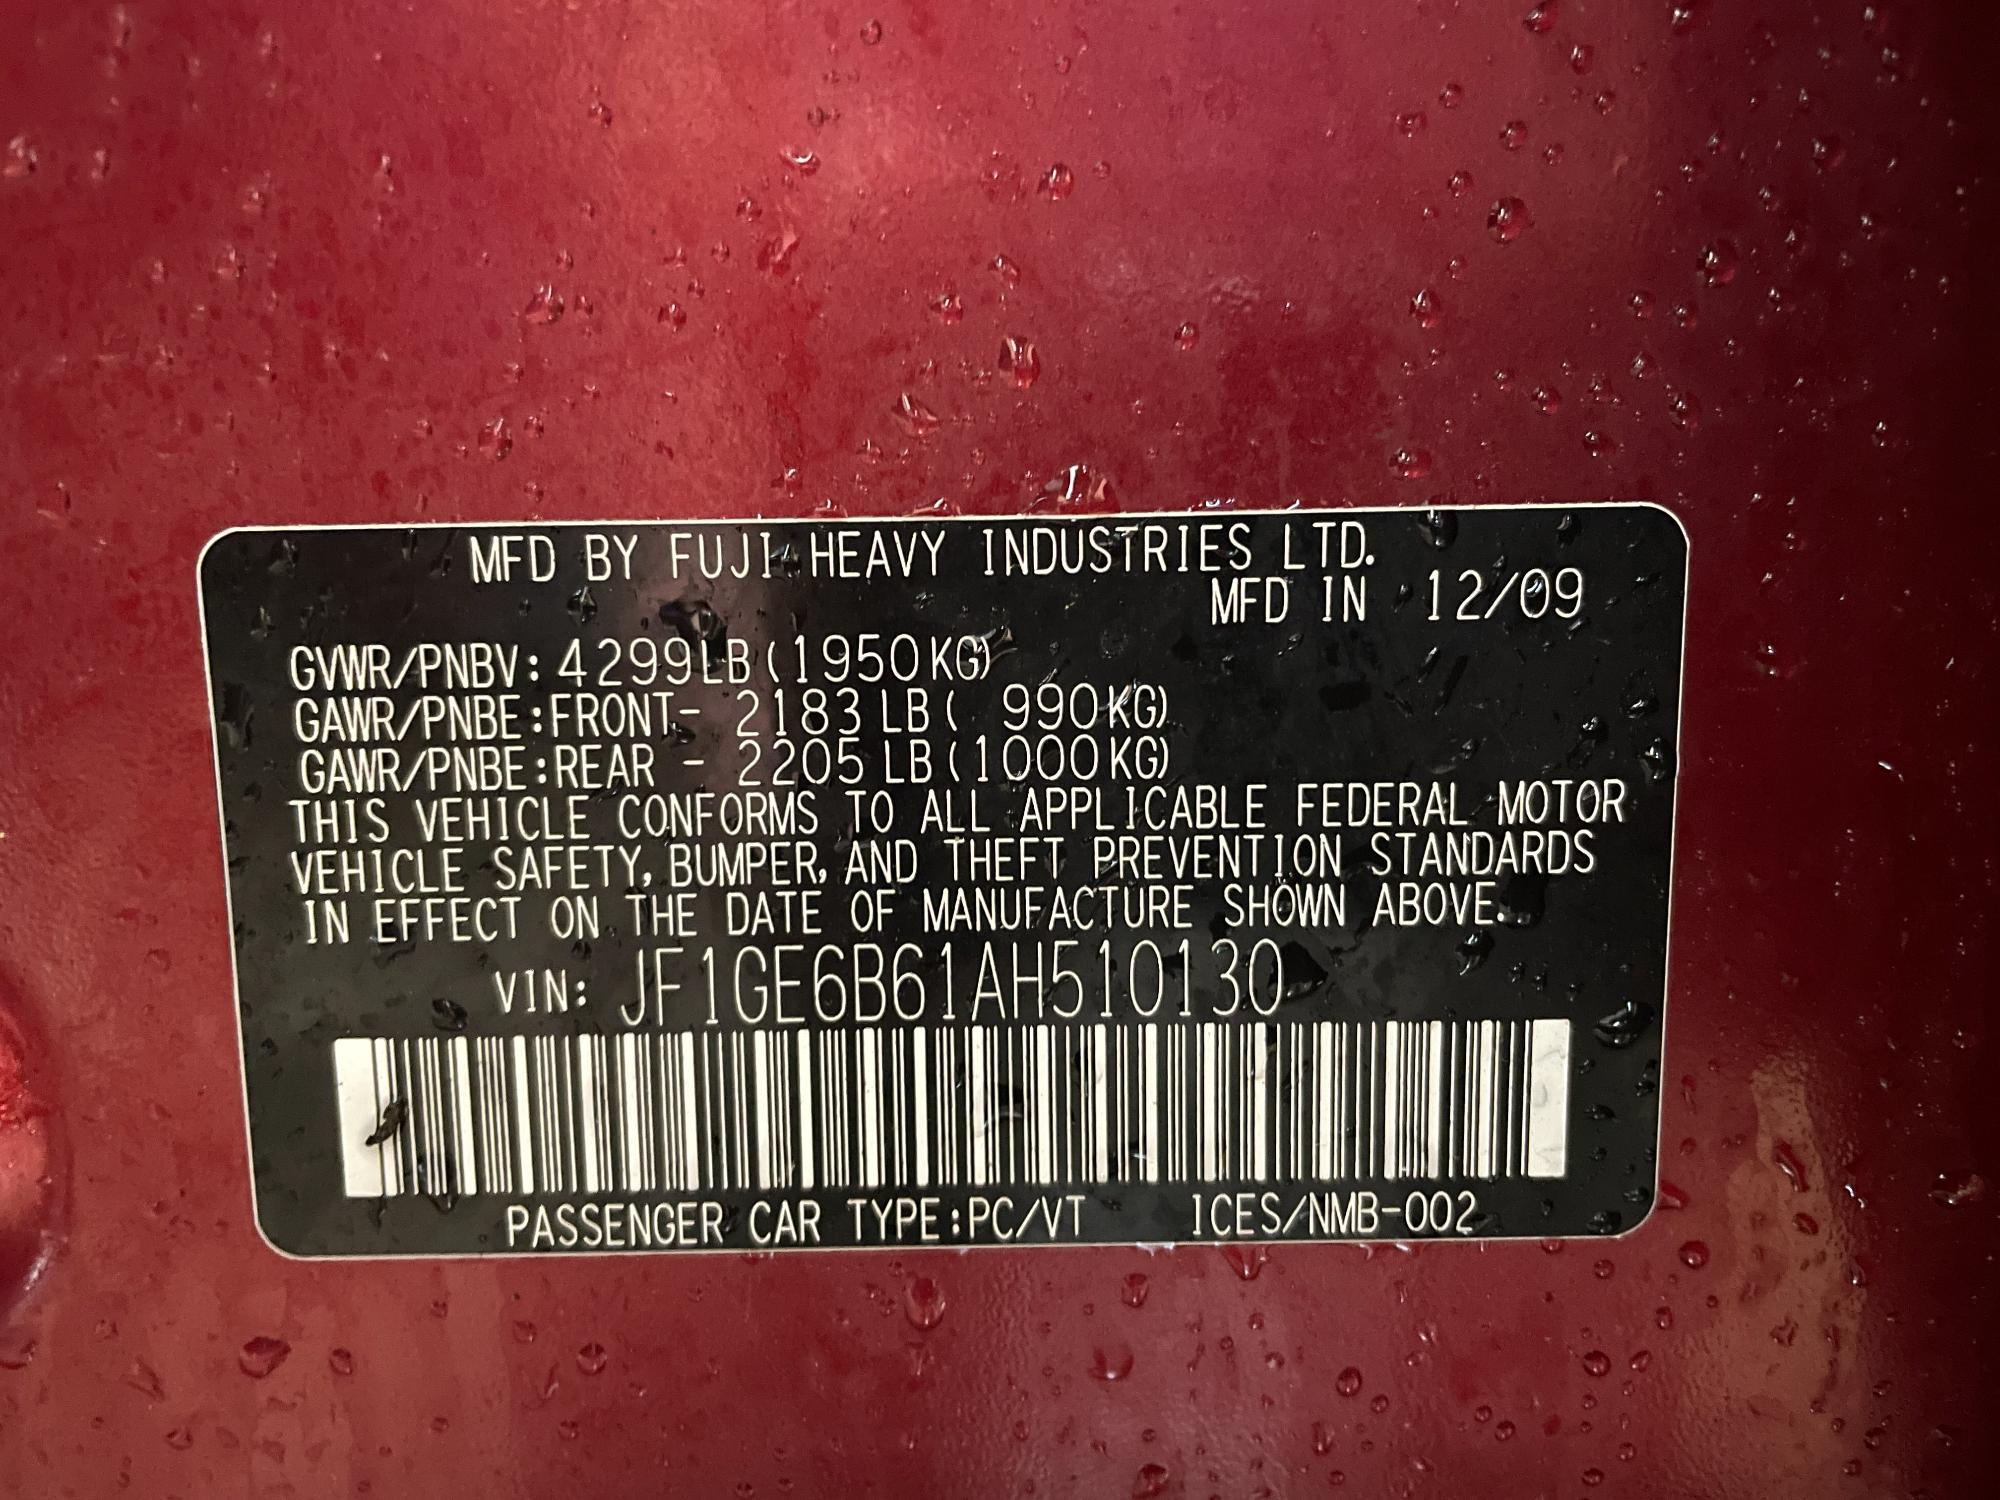 MFD BY FUJI HEAVY INDUSTRIES LTD.
MFD IN 12/09
GVWR/PNBV: 4299LB(1950KG)
GAWR/PNBE:FRONT- 2183 LB( 990KG)
GAWR/PNBE:REAR - 2205 LB(1000KG)
THIS VEHICLE CONFORMS TO ALL APPLICABLE FEDERAL MOTOR
VEHICLE SAFETY, BUMPER, AND THEFT PREVENTION STANDARDS
IN EFFECT ON THE DATE OF MANUFACTURE SHOWN ABOVE.
VIN: JF1GE6B61AH510130
PASSENGER CAR TYPE:PC/VT ICES/NMB-002